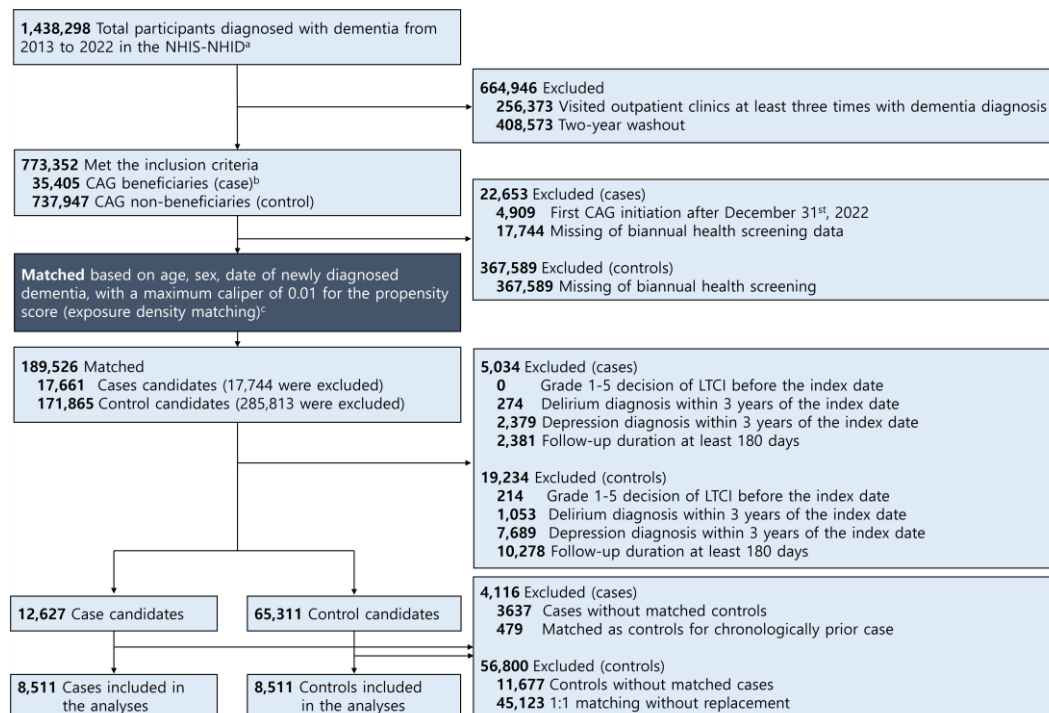 1,438,298 Total participants diagnosed with dementia from
2013 to 2022 in the NHIS-NHIDᵃ
664,946 Excluded
256,373 Visited outpatient clinics at least three times with dementia diagnosis
408,573 Two-year washout
773,352 Met the inclusion criteria
35,405 CAG beneficiaries (case)ᵇ
737,947 CAG non-beneficiaries (control)
22,653 Excluded (cases)
4,909 First CAG initiation after December 31ˢᵗ, 2022
17,744 Missing of biannual health screening data
367,589 Excluded (controls)
367,589 Missing of biannual health screening
Matched based on age, sex, date of newly diagnosed
dementia, with a maximum caliper of 0.01 for the propensity
score (exposure density matching)ᶜ
189,526 Matched
17,661 Cases candidates (17,744 were excluded)
171,865 Control candidates (285,813 were excluded)
5,034 Excluded (cases)
0 Grade 1-5 decision of LTCI before the index date
274 Delirium diagnosis within 3 years of the index date
2,379 Depression diagnosis within 3 years of the index date
2,381 Follow-up duration at least 180 days
19,234 Excluded (controls)
214 Grade 1-5 decision of LTCI before the index date
1,053 Delirium diagnosis within 3 years of the index date
7,689 Depression diagnosis within 3 years of the index date
10,278 Follow-up duration at least 180 days
12,627 Case candidates
65,311 Control candidates
4,116 Excluded (cases)
3637 Cases without matched controls
479 Matched as controls for chronologically prior case
56,800 Excluded (controls)
11,677 Controls without matched cases
45,123 1:1 matching without replacement
8,511 Cases included in
the analyses
8,511 Controls included
in the analyses